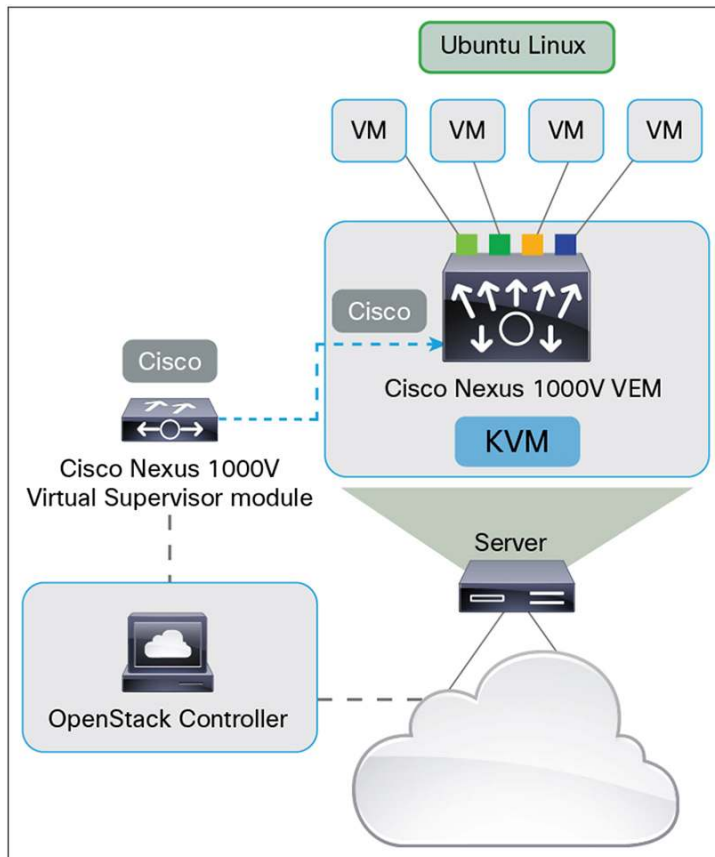 Ubuntu Linux
VM
VM
VM
VM
Cisco
Cisco Nexus 1000V VEM
KVM
Cisco
Cisco Nexus 1000V
Virtual Supervisor module
Server
OpenStack Controller